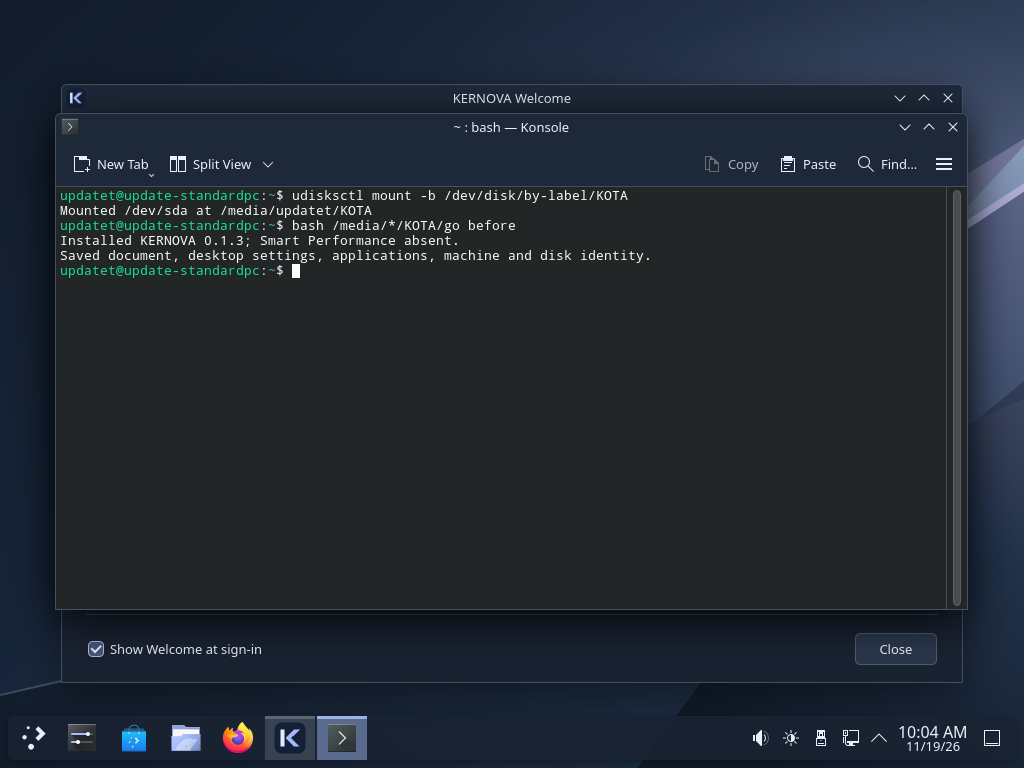 KERNOVA Welcome
~ : bash — Konsole
New Tab
Split View
Copy
Paste
Find...
updatet@update-standardpc:~$ udisksctl mount -b /dev/disk/by-label/KOTA
Mounted /dev/sda at /media/updatet/KOTA
updatet@update-standardpc:~$ bash /media/*/KOTA/go before
Installed KERNOVA 0.1.3; Smart Performance absent.
Saved document, desktop settings, applications, machine and disk identity.
updatet@update-standardpc:~$
Show Welcome at sign-in
Close
10:04 AM
11/19/26